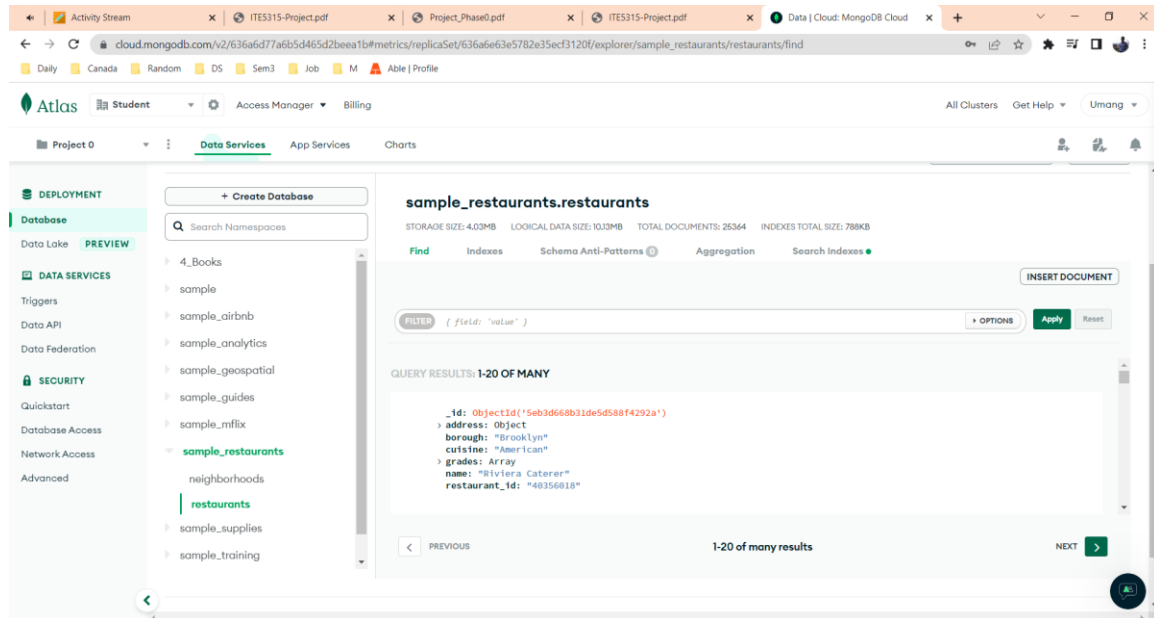 Activity Stream
ITE5315-Project.pdf
Project_Phase0.pdf
ITE5315-Project.pdf
Data | Cloud: MongoDB Cloud
cloud.mongodb.com/v2/636a6d77a6b5d465d2beea1b#metrics/replicaSet/636a6e63e5782e35ecf3120f/explorer/sample_restaurants/restaurants/find
Daily Canada Random DS Sem3 Job M Able | Profile
Atlas Student Access Manager Billing All Clusters Get Help Umang
Project 0 Data Services App Services Charts
DEPLOYMENT
Database
Data Lake PREVIEW
DATA SERVICES
Triggers
Data API
Data Federation
SECURITY
Quickstart
Database Access
Network Access
Advanced
+ Create Database
Search Namespaces
4_Books
sample
sample_airbnb
sample_analytics
sample_geospatial
sample_guides
sample_mflix
sample_restaurants
neighborhoods
restaurants
sample_supplies
sample_training
sample_restaurants.restaurants
STORAGE SIZE: 4.03MB LOGICAL DATA SIZE: 10.13MB TOTAL DOCUMENTS: 25364 INDEXES TOTAL SIZE: 788KB
Find Indexes Schema Anti-Patterns 0 Aggregation Search Indexes
INSERT DOCUMENT
FILTER { field: 'value' } OPTIONS Apply Reset
QUERY RESULTS: 1-20 OF MANY
_id: ObjectId('5eb3d668b31de5d588f4292a')
address: Object
borough: "Brooklyn"
cuisine: "American"
grades: Array
name: "Riviera Caterer"
restaurant_id: "40356018"
PREVIOUS 1-20 of many results NEXT